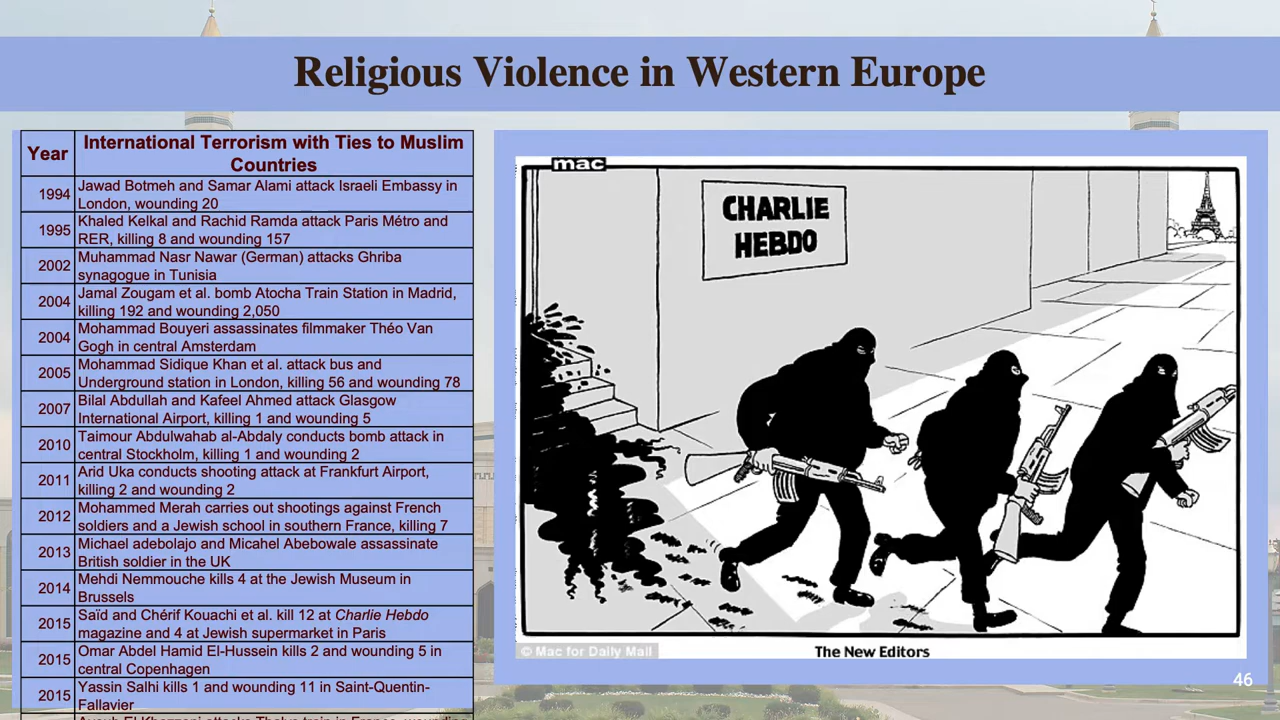 Religious Violence in Western Europe
Year
International Terrorism with Ties to Muslim
Countries
1994
Jawad Botmeh and Samar Alami attack Israeli Embassy in
London, wounding 20
1995
Khaled Kelkal and Rachid Ramda attack Paris Métro and
RER, killing 8 and wounding 157
2002
Muhammad Nasr Nawar (German) attacks Ghriba
synagogue in Tunisia
2004
Jamal Zougam et al. bomb Atocha Train Station in Madrid,
killing 192 and wounding 2,050
2004
Mohammad Bouyeri assassinates filmmaker Théo Van
Gogh in central Amsterdam
2005
Mohammad Sidique Khan et al. attack bus and
Underground station in London, killing 56 and wounding 78
2007
Bilal Abdullah and Kafeel Ahmed attack Glasgow
International Airport, killing 1 and wounding 5
2010
Taimour Abdulwahab al-Abdaly conducts bomb attack in
central Stockholm, killing 1 and wounding 2
2011
Arid Uka conducts shooting attack at Frankfurt Airport,
killing 2 and wounding 2
2012
Mohammed Merah carries out shootings against French
soldiers and a Jewish school in southern France, killing 7
2013
Michael adebolajo and Micahel Abebowale assassinate
British soldier in the UK
2014
Mehdi Nemmouche kills 4 at the Jewish Museum in
Brussels
2015
Saïd and Chérif Kouachi et al. kill 12 at Charlie Hebdo
magazine and 4 at Jewish supermarket in Paris
2015
Omar Abdel Hamid El-Hussein kills 2 and wounding 5 in
central Copenhagen
2015
Yassin Salhi kills 1 and wounding 11 in Saint-Quentin-
Fallavier
mac
CHARLIE
HEBDO
© Mac for Daily Mail
The New Editors
46